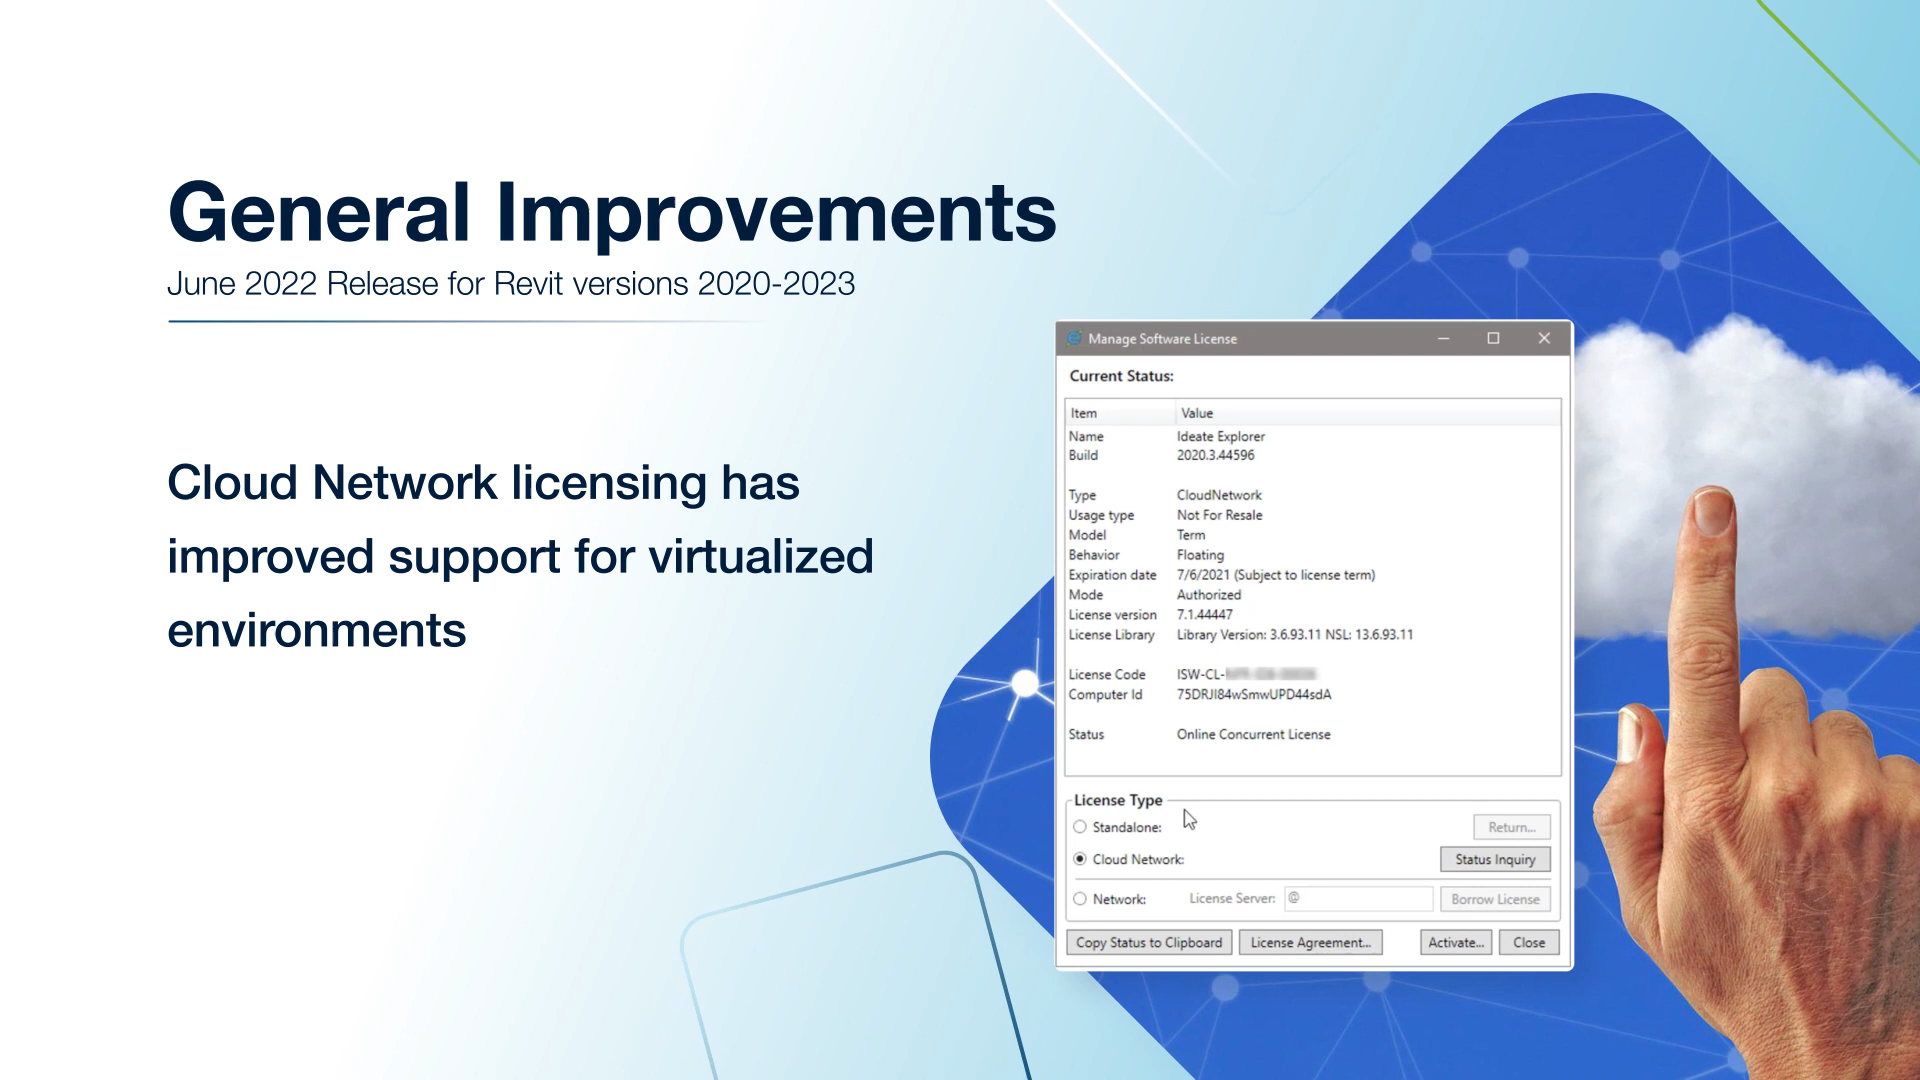 General Improvements
June 2022 Release for Revit versions 2020-2023
Cloud Network licensing has
improved support for virtualized
environments
Manage Software License
Current Status:
Item Value
Name Ideate Explorer
Build 2020.3.44596
Type CloudNetwork
Usage type Not For Resale
Model Term
Behavior Floating
Expiration date 7/6/2021 (Subject to license term)
Mode Authorized
License version 7.1.44447
License Library Library Version: 3.6.93.11 NSL: 13.6.93.11
License Code ISW-CL-
Computer Id 75DRJI84wSmwUPD44sdA
Status Online Concurrent License
License Type
Standalone: Return...
Cloud Network: Status Inquiry
Network: License Server: @ Borrow License
Copy Status to Clipboard License Agreement... Activate... Close